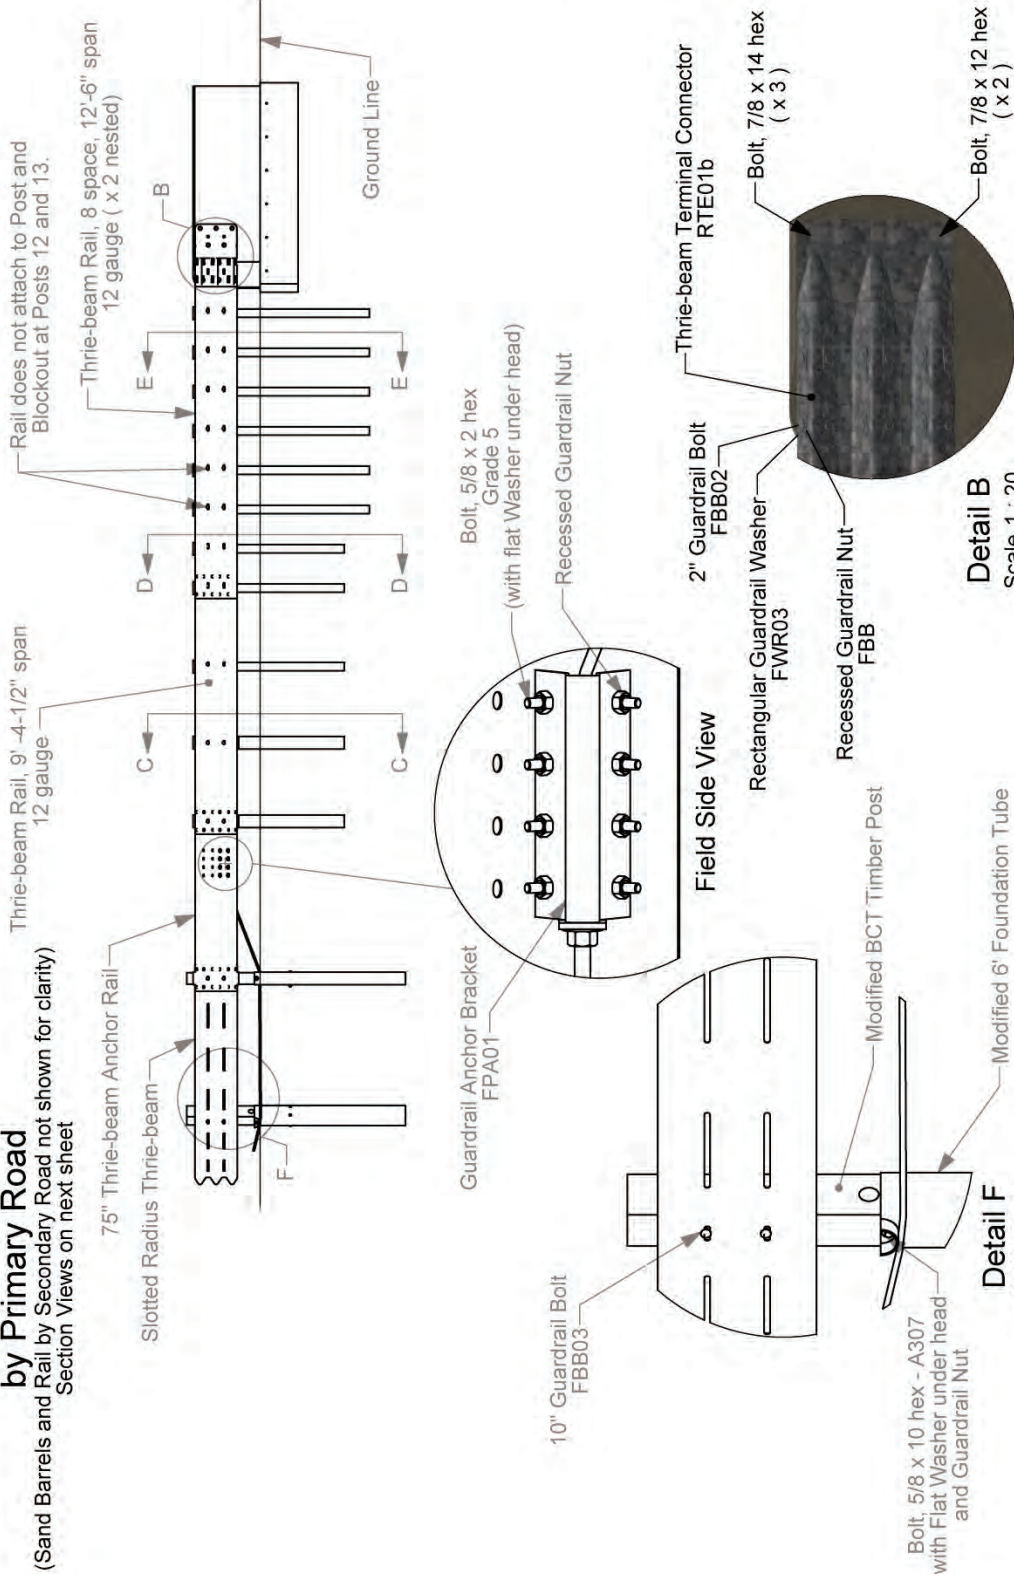 by Primary Road
(Sand Barrels and Rail by Secondary Road not shown for clarity)
Section Views on next sheet
75" Thrie-beam Anchor Rail
Slotted Radius Thrie-beam
Thrie-beam Rail, 9' -4-1/2" span
12 gauge
Rail does not attach to Post and
Blockout at Posts 12 and 13.
Thrie-beam Rail, 8 space, 12'-6" span
12 gauge ( x 2 nested)
B
C
D
E
Ground Line
C
D
E
F
Guardrail Anchor Bracket
FPA01
Bolt, 5/8 x 2 hex
Grade 5
(with flat Washer under head)
Recessed Guardrail Nut
Field Side View
10" Guardrail Bolt
FBB03
Modified BCT Timber Post
Modified 6' Foundation Tube
Bolt, 5/8 x 10 hex - A307
with Flat Washer under head
and Guardrail Nut
Detail F
Thrie-beam Terminal Connector
RTE01b
2" Guardrail Bolt
FBB02
Rectangular Guardrail Washer
FWR03
Recessed Guardrail Nut
FBB
Bolt, 7/8 x 14 hex
( x 3 )
Bolt, 7/8 x 12 hex
( x 2 )
Detail B
Scale 1 : 20